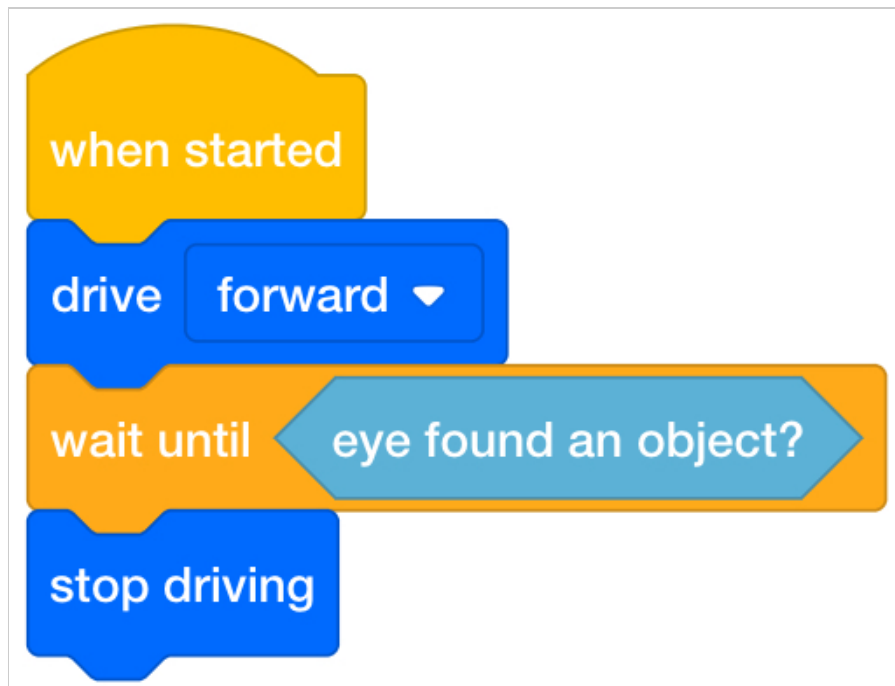 when started
drive forward
wait until eye found an object?
stop driving